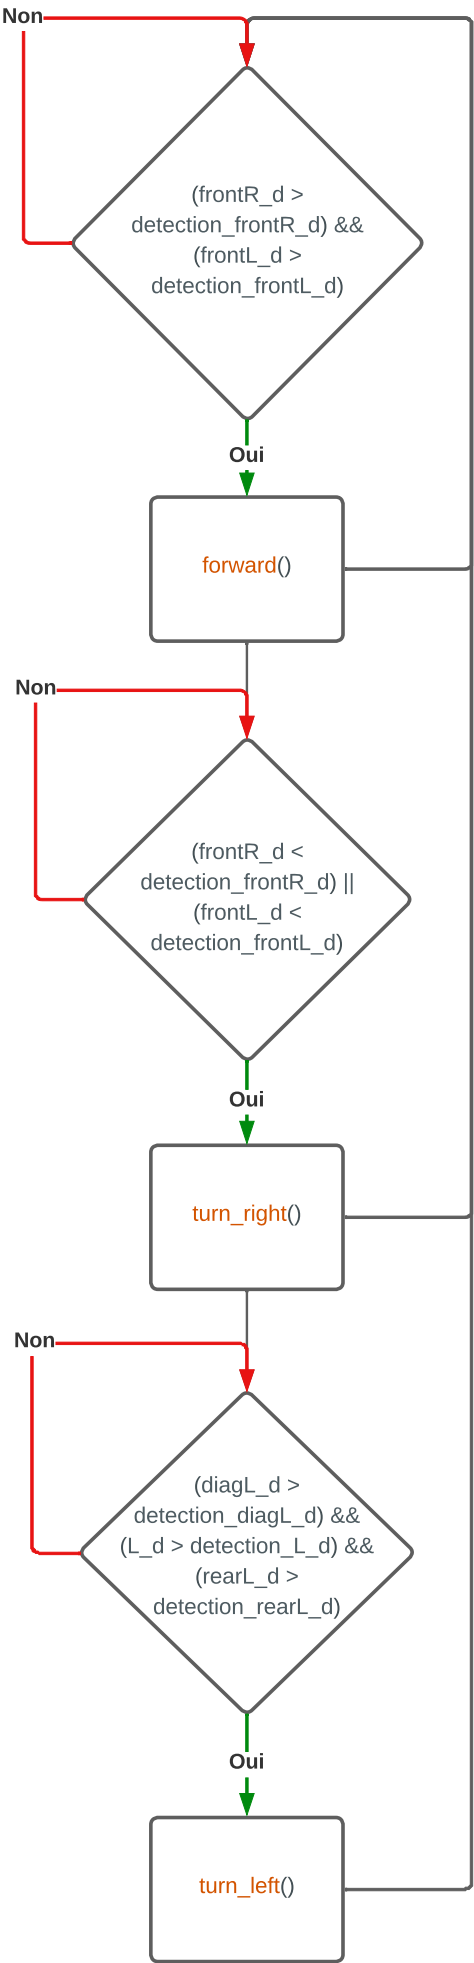 Non
(frontR_d >
detection_frontR_d) &&
(frontL_d >
detection_frontL_d)
Oui
forward()
Non
(frontR_d <
detection_frontR_d) ||
(frontL_d <
detection_frontL_d)
Oui
turn_right()
Non
(diagL_d >
detection_diagL_d) &&
(L_d > detection_L_d) &&
(rearL_d >
detection_rearL_d)
Oui
turn_left()